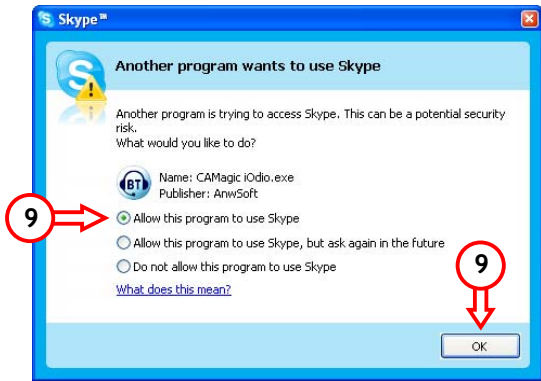 Skype™
Another program wants to use Skype
Another program is trying to access Skype. This can be a potential security
risk.
What would you like to do?
BT
Name: CAMagic iOdio.exe
Publisher: AnwSoft
9
Allow this program to use Skype
Allow this program to use Skype, but ask again in the future
Do not allow this program to use Skype
9
What does this mean?
OK